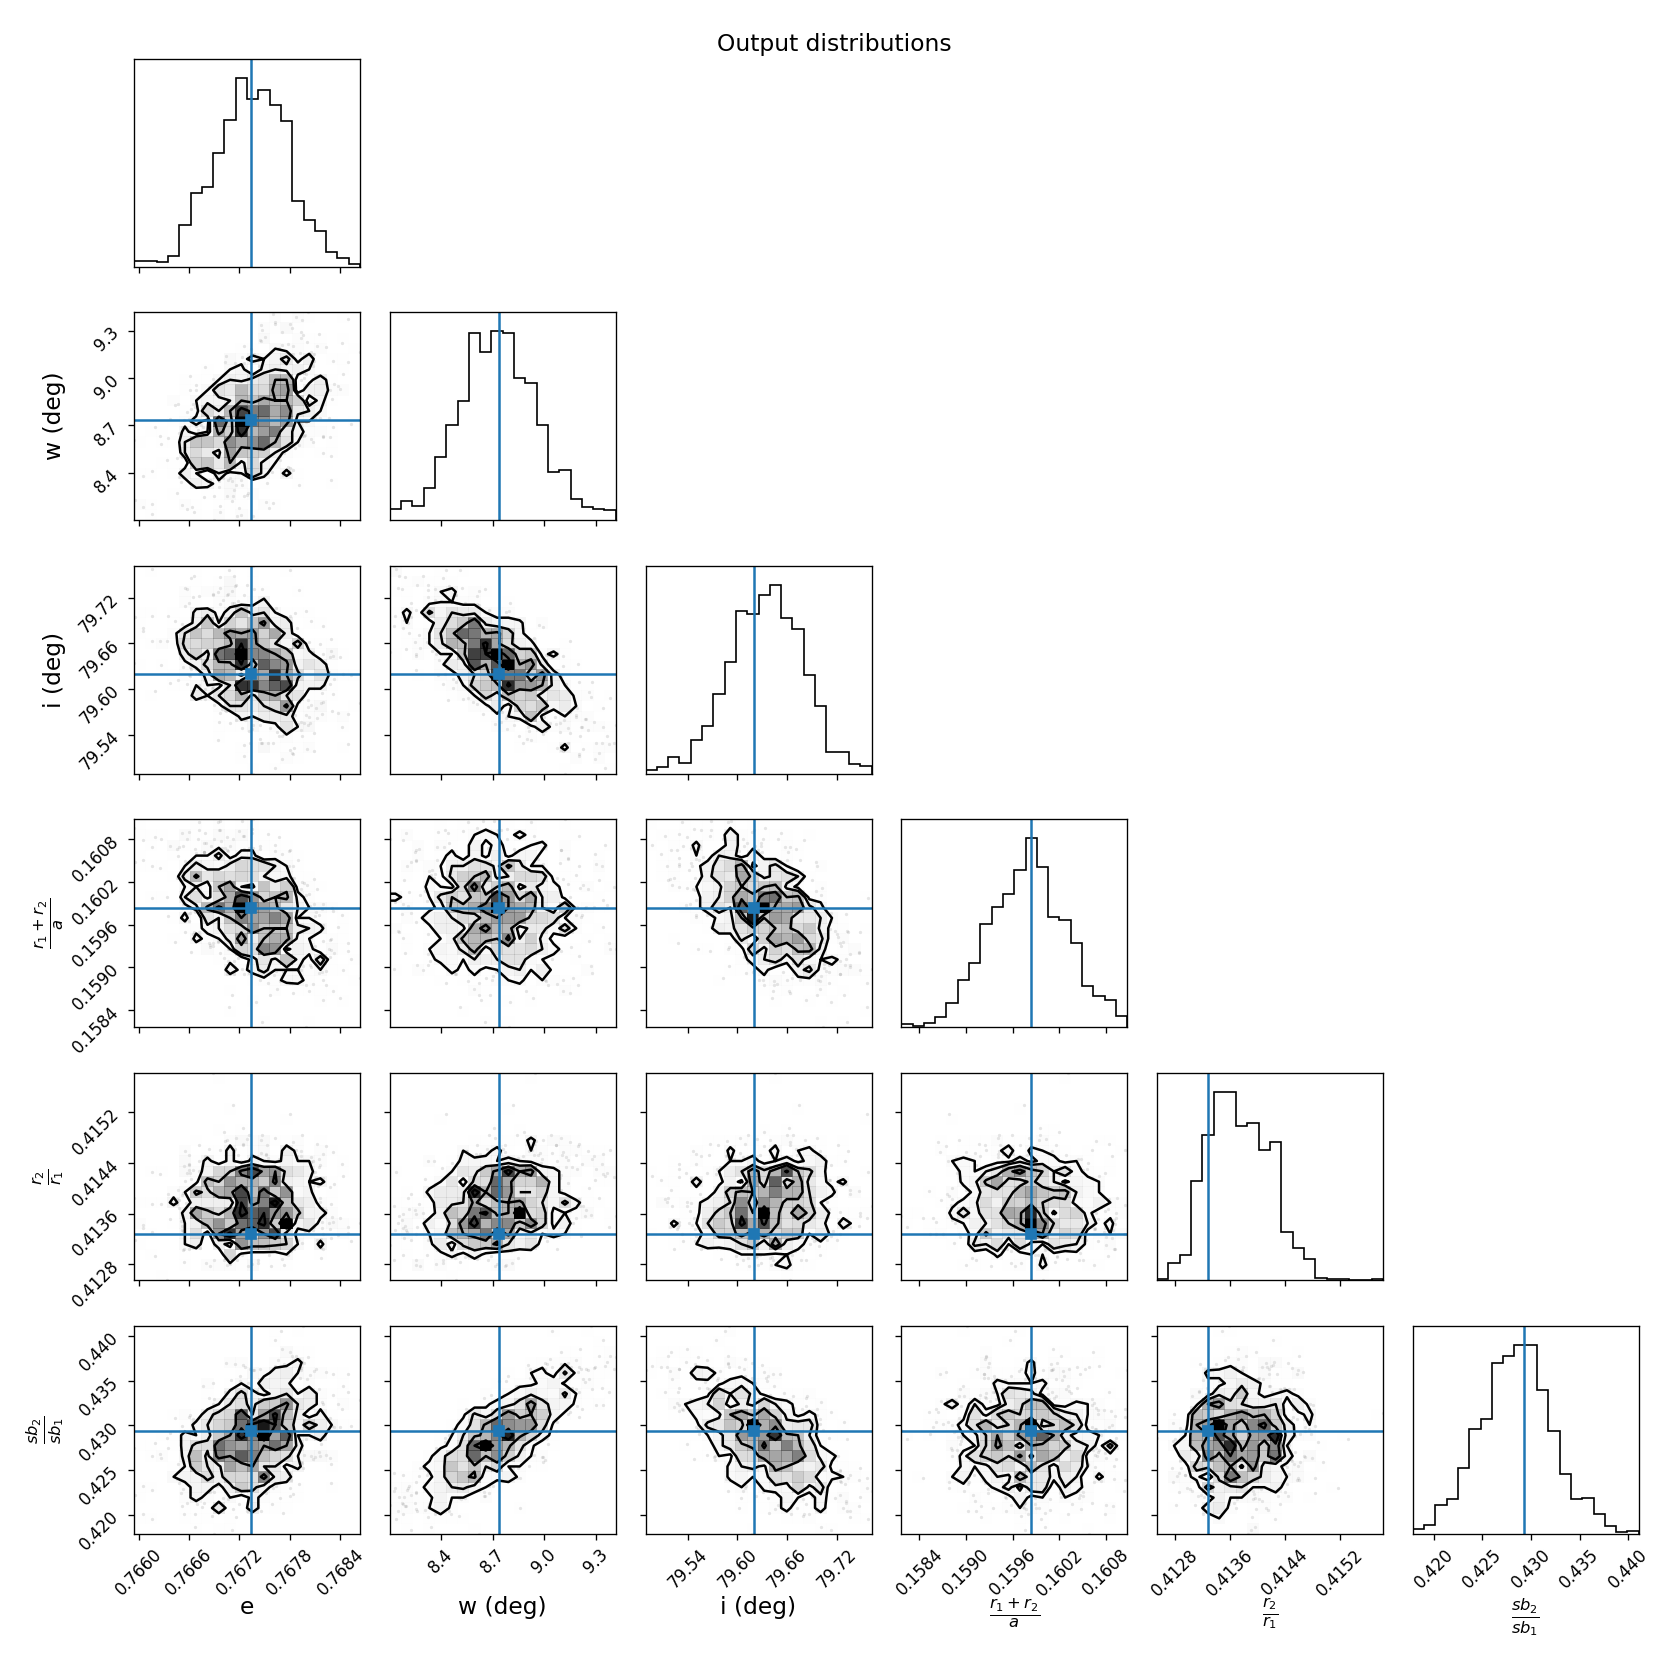 Output distributions
w (deg)
9.3
9.0
8.7
8.4
i (deg)
79.72
79.66
79.60
79.54
r1 + r2
a
0.1608
0.1602
0.1596
0.1590
0.1584
r2
r1
0.4152
0.4144
0.4136
0.4128
sb2
sb1
0.440
0.435
0.430
0.425
0.420
0.7660 0.7666 0.7672 0.7678 0.7684 8.4 8.7 9.0 9.3 79.54 79.60 79.66 79.72 0.1584 0.1590 0.1596 0.1602 0.1608 0.4128 0.4136 0.4144 0.4152 0.420 0.425 0.430 0.435 0.440
e w (deg) i (deg) r1 + r2 r2 sb2
a r1 sb1